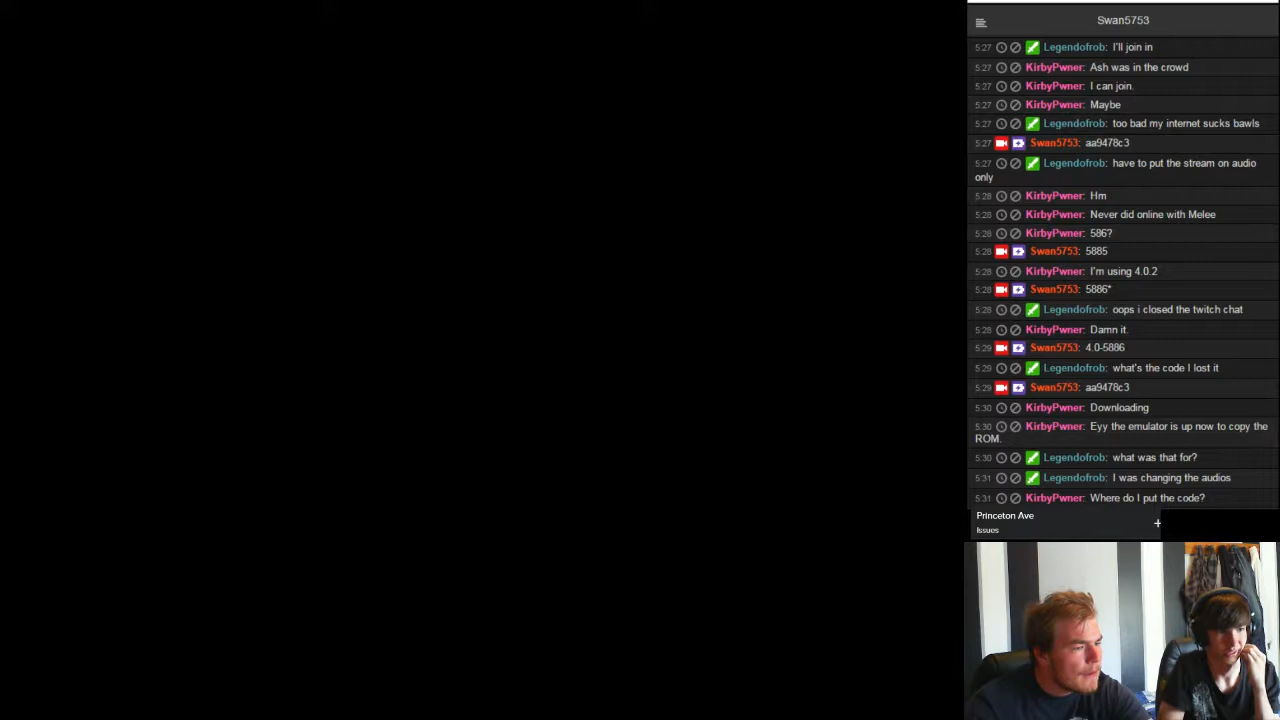 Swan5753
5:27 Legendofrob: I'll join in
5:27 KirbyPwner: Ash was in the crowd
5:27 KirbyPwner: I can join.
5:27 KirbyPwner: Maybe
5:27 Legendofrob: too bad my internet sucks bawls
5:27 Swan5753: aa9478c3
5:27 Legendofrob: have to put the stream on audio
only
5:28 KirbyPwner: Hm
5:28 KirbyPwner: Never did online with Melee
5:28 KirbyPwner: 586?
5:28 Swan5753: 5885
5:28 KirbyPwner: I'm using 4.0.2
5:28 Swan5753: 5886*
5:28 Legendofrob: oops i closed the twitch chat
5:28 KirbyPwner: Damn it.
5:29 Swan5753: 4.0-5886
5:29 Legendofrob: what's the code I lost it
5:29 Swan5753: aa9478c3
5:30 KirbyPwner: Downloading
5:30 KirbyPwner: Eyy the emulator is up now to copy the
ROM.
5:30 Legendofrob: what was that for?
5:31 Legendofrob: I was changing the audios
5:31 KirbyPwner: Where do I put the code?
Princeton Ave
+
Issues